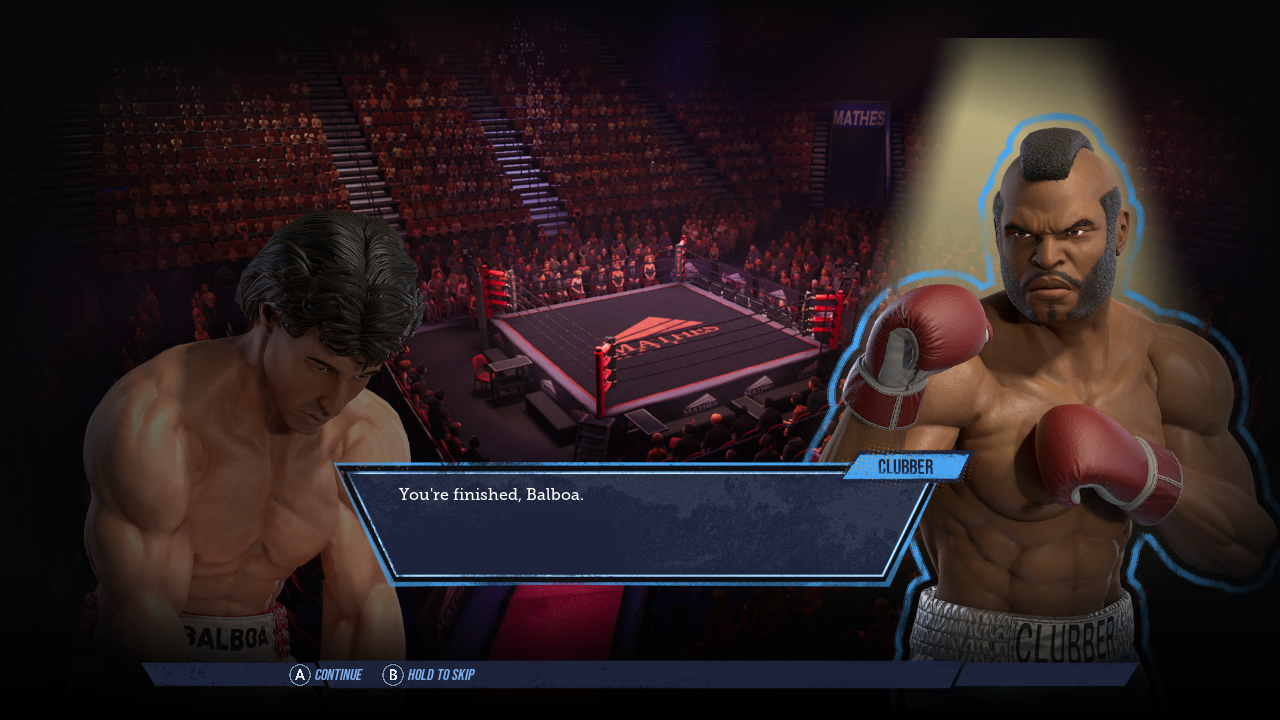 MATHES
MATHES
CLUBBER
You're finished, Balboa.
BALBOA
CLUBBER
A CONTINUE B HOLD TO SKIP